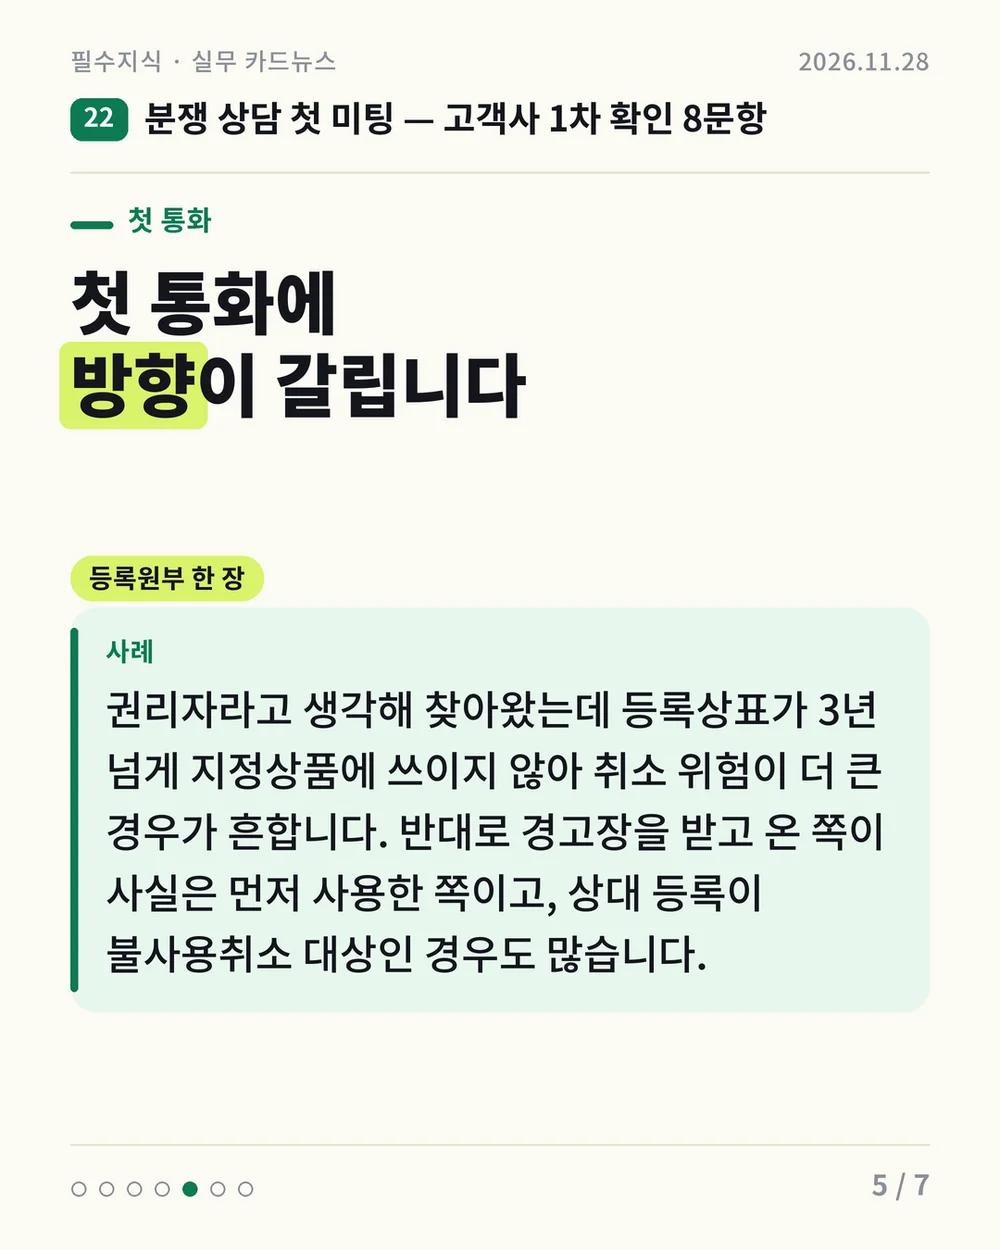 필수지식 · 실무 카드뉴스
2026.11.28
22 분쟁 상담 첫 미팅 — 고객사 1차 확인 8문항
첫 통화
첫 통화에
방향이 갈립니다
등록원부 한 장
사례
권리자라고 생각해 찾아왔는데 등록상표가 3년
넘게 지정상품에 쓰이지 않아 취소 위험이 더 큰
경우가 흔합니다. 반대로 경고장을 받고 온 쪽이
사실은 먼저 사용한 쪽이고, 상대 등록이
불사용취소 대상인 경우도 많습니다.
5 / 7